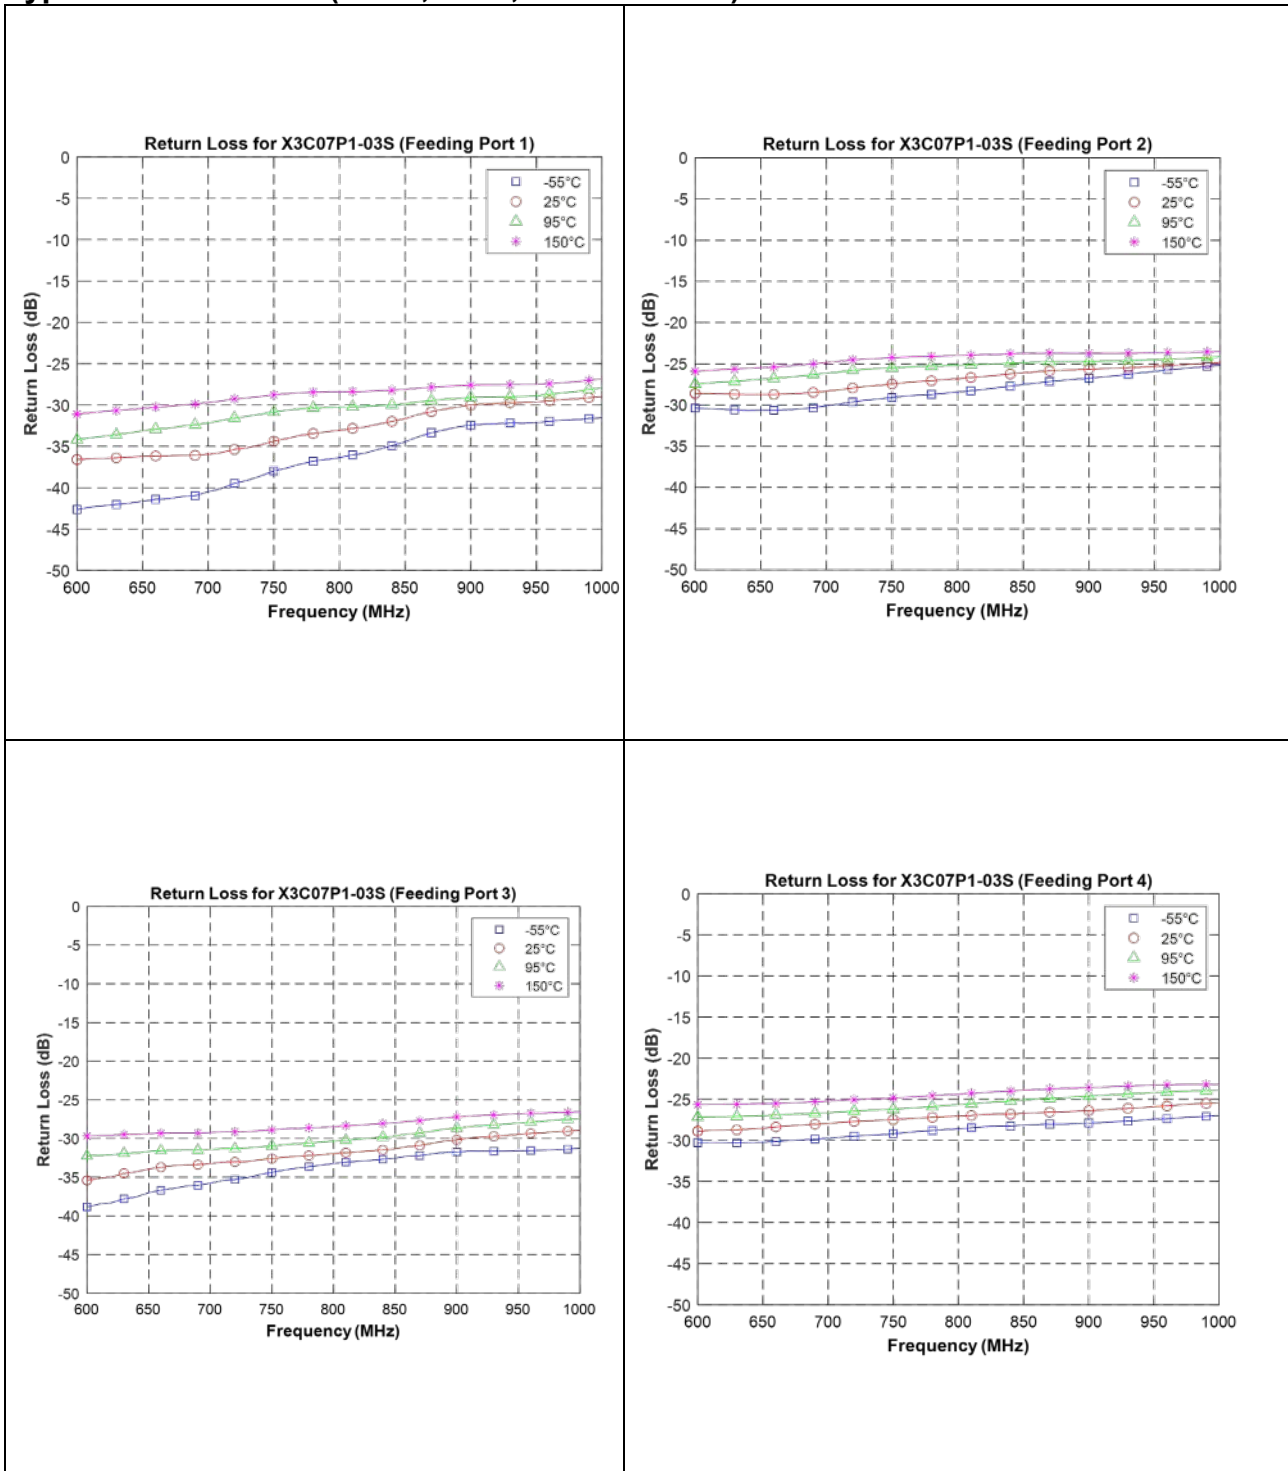 Return Loss for X3C07P1-03S (Feeding Port 1)
0
-5
-10
-15
-20
-25
-30
-35
-40
-45
-50
Return Loss (dB)
-55°C
25°C
95°C
150°C
600 650 700 750 800 850 900 950 1000
Frequency (MHz)
Return Loss for X3C07P1-03S (Feeding Port 2)
0
-5
-10
-15
-20
-25
-30
-35
-40
-45
-50
Return Loss (dB)
-55°C
25°C
95°C
150°C
600 650 700 750 800 850 900 950 1000
Frequency (MHz)
Return Loss for X3C07P1-03S (Feeding Port 3)
0
-5
-10
-15
-20
-25
-30
-35
-40
-45
-50
Return Loss (dB)
-55°C
25°C
95°C
150°C
600 650 700 750 800 850 900 950 1000
Frequency (MHz)
Return Loss for X3C07P1-03S (Feeding Port 4)
0
-5
-10
-15
-20
-25
-30
-35
-40
-45
-50
Return Loss (dB)
-55°C
25°C
95°C
150°C
600 650 700 750 800 850 900 950 1000
Frequency (MHz)